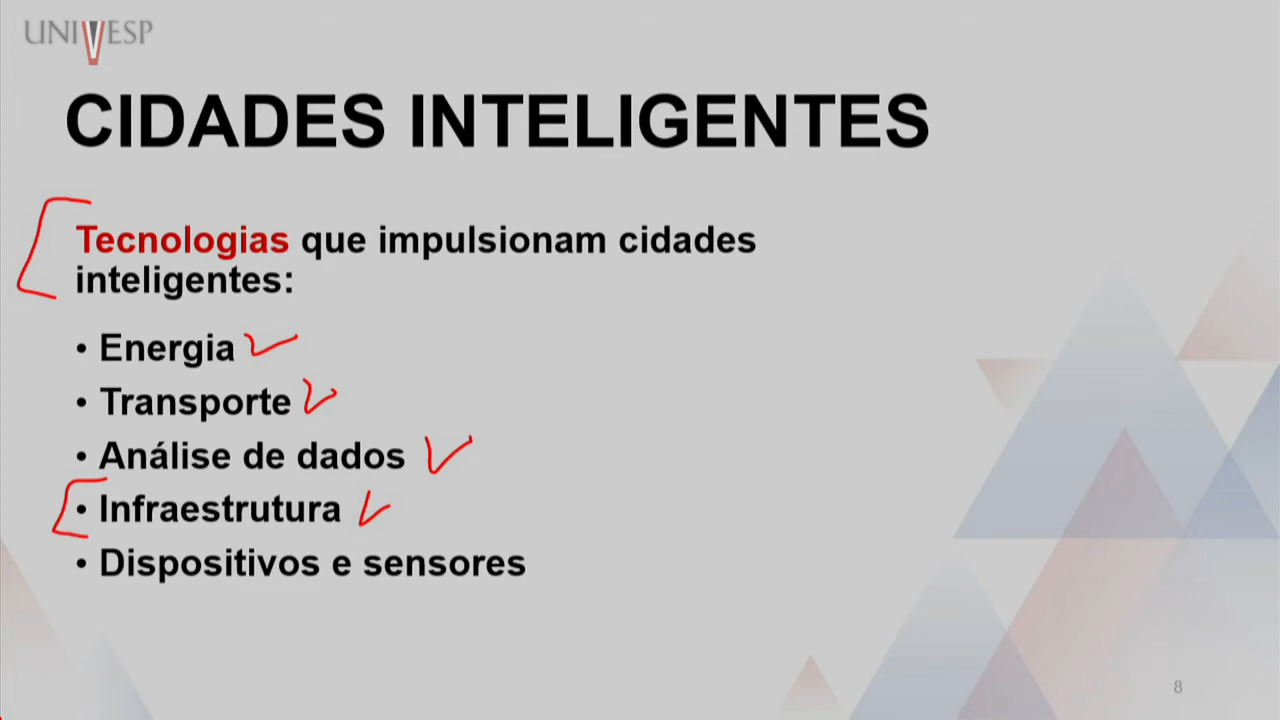 UNIVESP
CIDADES INTELIGENTES
Tecnologias que impulsionam cidades
inteligentes:
• Energia
• Transporte
• Análise de dados
• Infraestrutura
• Dispositivos e sensores
8